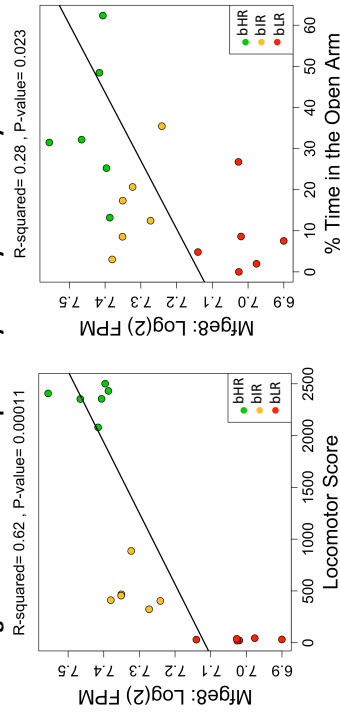 R-squared= 0.62 , P-value= 0.00011
Mfge8: Log(2) FPM
7.5
7.4
7.3
7.2
7.1
7.0
6.9
bHR
bIR
bLR
0
500
1000
1500
2000
2500
Locomotor Score
R-squared= 0.28 , P-value= 0.023
Mfge8: Log(2) FPM
7.5
7.4
7.3
7.2
7.1
7.0
6.9
bHR
bIR
bLR
0
10
20
30
40
50
60
% Time in the Open Arm